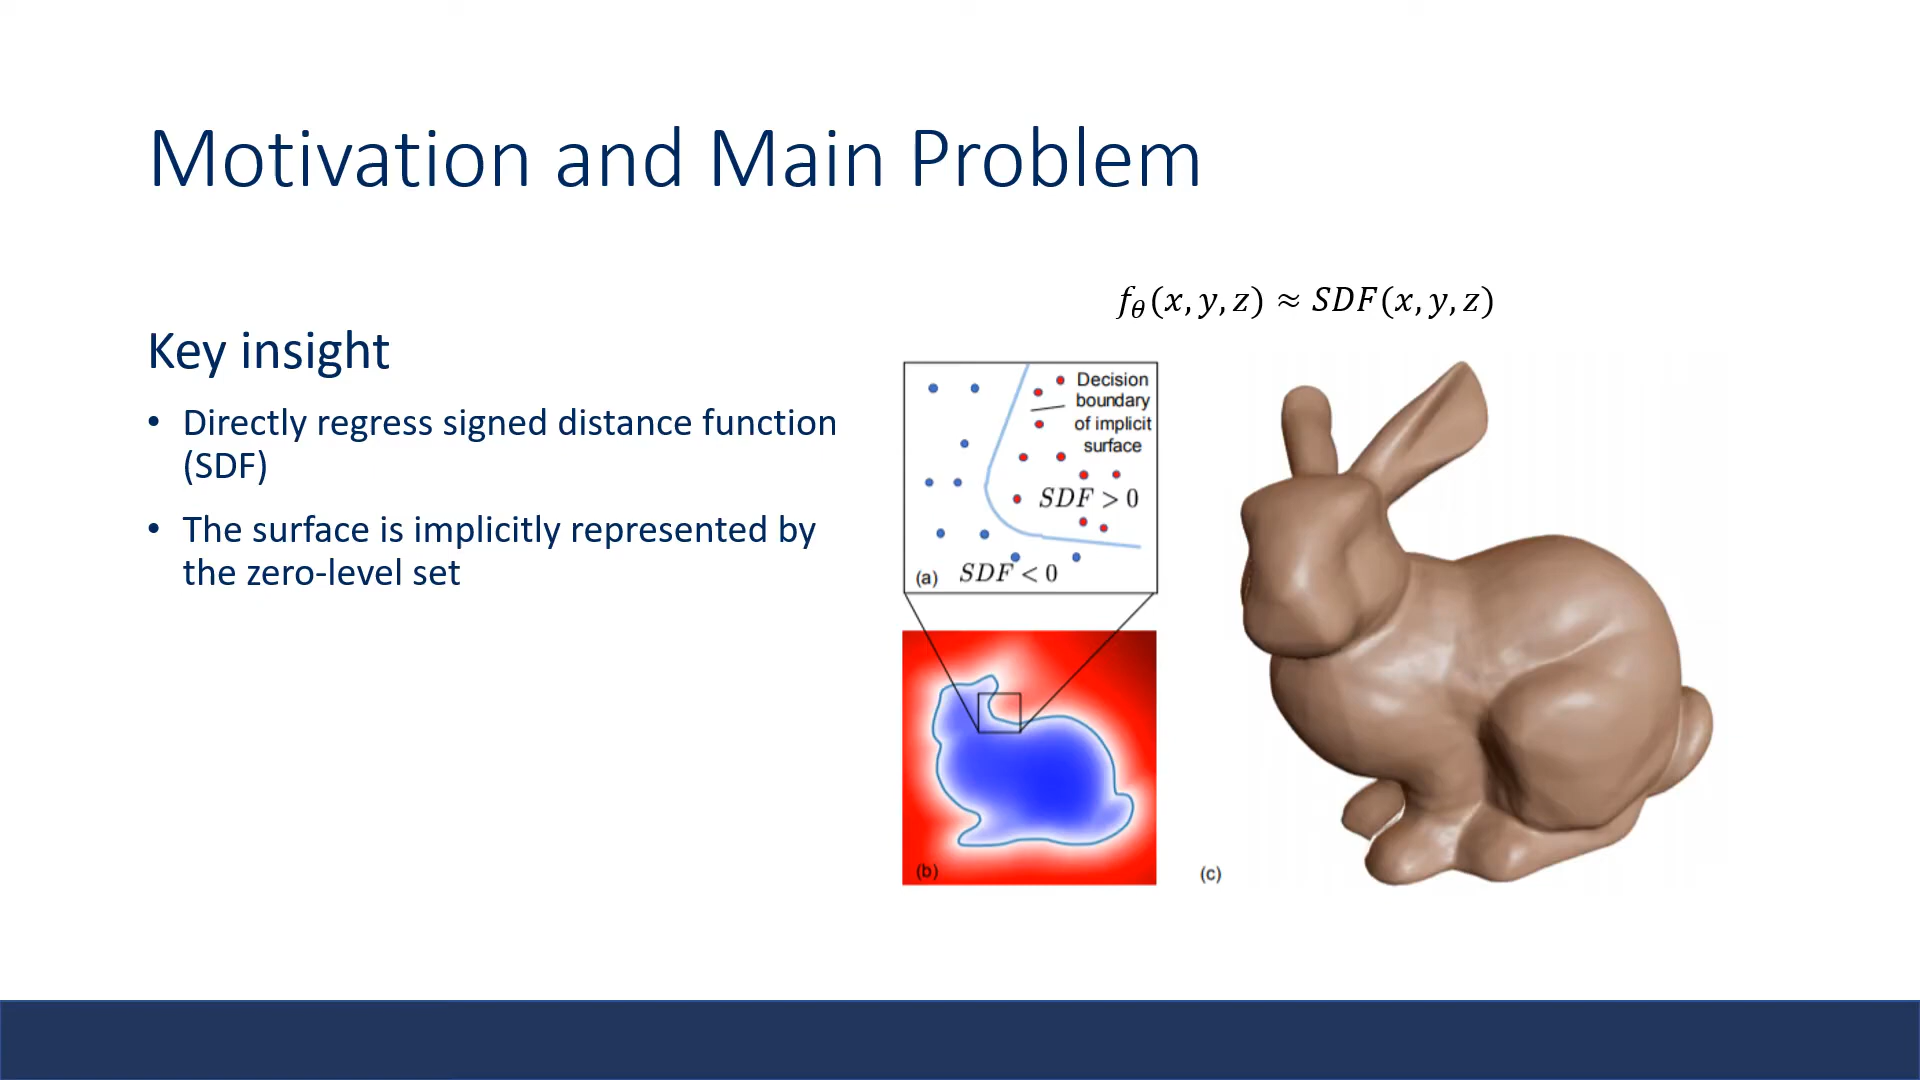 Motivation and Main Problem
Key insight
• Directly regress signed distance function
(SDF)
• The surface is implicitly represented by
the zero-level set
f_θ(x, y, z) ≈ SDF(x, y, z)
Decision
boundary
of implicit
surface
SDF > 0
(a) SDF < 0
(b)
(c)